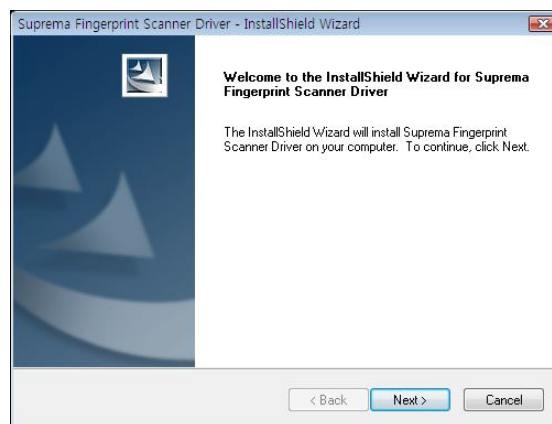 Suprema Fingerprint Scanner Driver - InstallShield Wizard
Welcome to the InstallShield Wizard for Suprema
Fingerprint Scanner Driver
The InstallShield Wizard will install Suprema Fingerprint
Scanner Driver on your computer. To continue, click Next.
< Back Next > Cancel